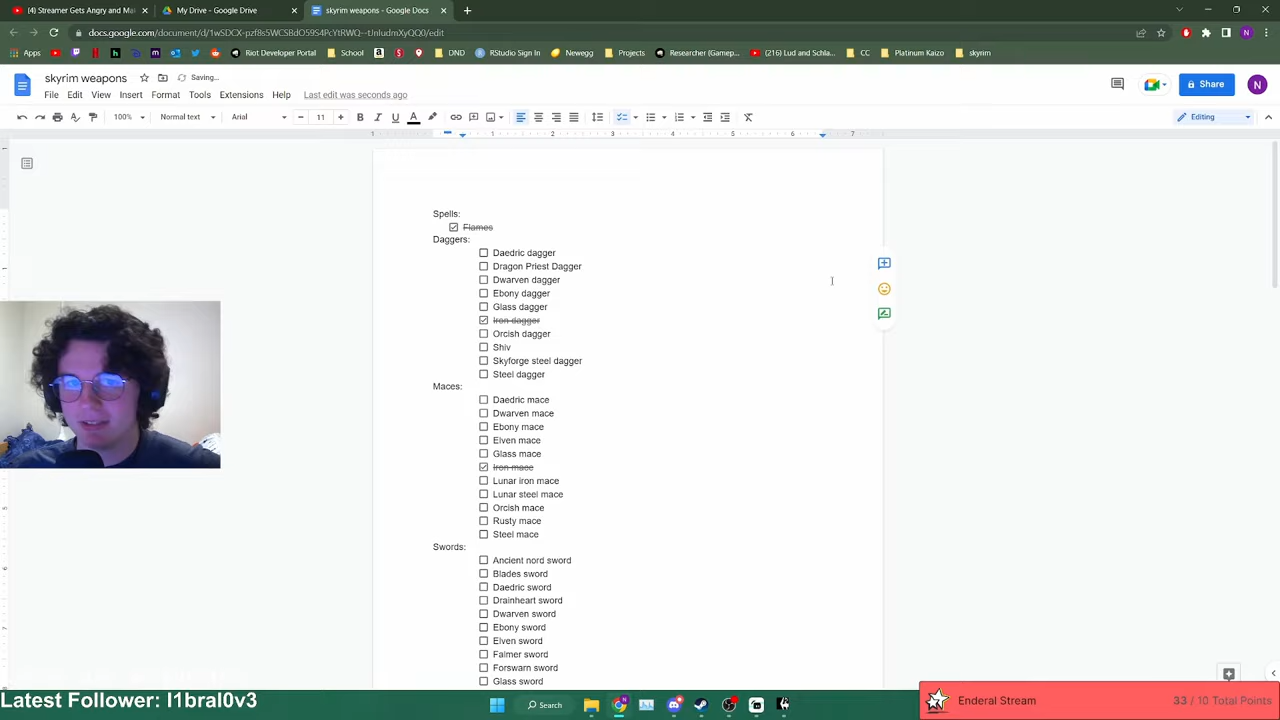 (4) Streamer Gets Angry and Ma
My Drive - Google Drive
skyrim weapons - Google Docs
docs.google.com/document/d/1wSDCX-pzf8s5WCSBdO59S4PcYtRWQ--tJnIudmXyQQ0/edit
Apps
Riot Developer Portal
School
DND
RStudio Sign In
Newegg
Projects
Researcher (Gamep...
(216) Lud and Schla...
CC
Platinum Kaizo
skyrim
skyrim weapons
Saving...
Share
N
File Edit View Insert Format Tools Extensions Help
Last edit was seconds ago
100%
Normal text
Arial
11
Editing
Spells:
Flames
Daggers:
Daedric dagger
Dragon Priest Dagger
Dwarven dagger
Ebony dagger
Glass dagger
Iron dagger
Orcish dagger
Shiv
Skyforge steel dagger
Steel dagger
Maces:
Daedric mace
Dwarven mace
Ebony mace
Elven mace
Glass mace
Iron mace
Lunar iron mace
Lunar steel mace
Orcish mace
Rusty mace
Steel mace
Swords:
Ancient nord sword
Blades sword
Daedric sword
Drainheart sword
Dwarven sword
Ebony sword
Elven sword
Falmer sword
Forswarn sword
Glass sword
Latest Follower: l1bral0v3
Search
Enderal Stream
33 / 10 Total Points